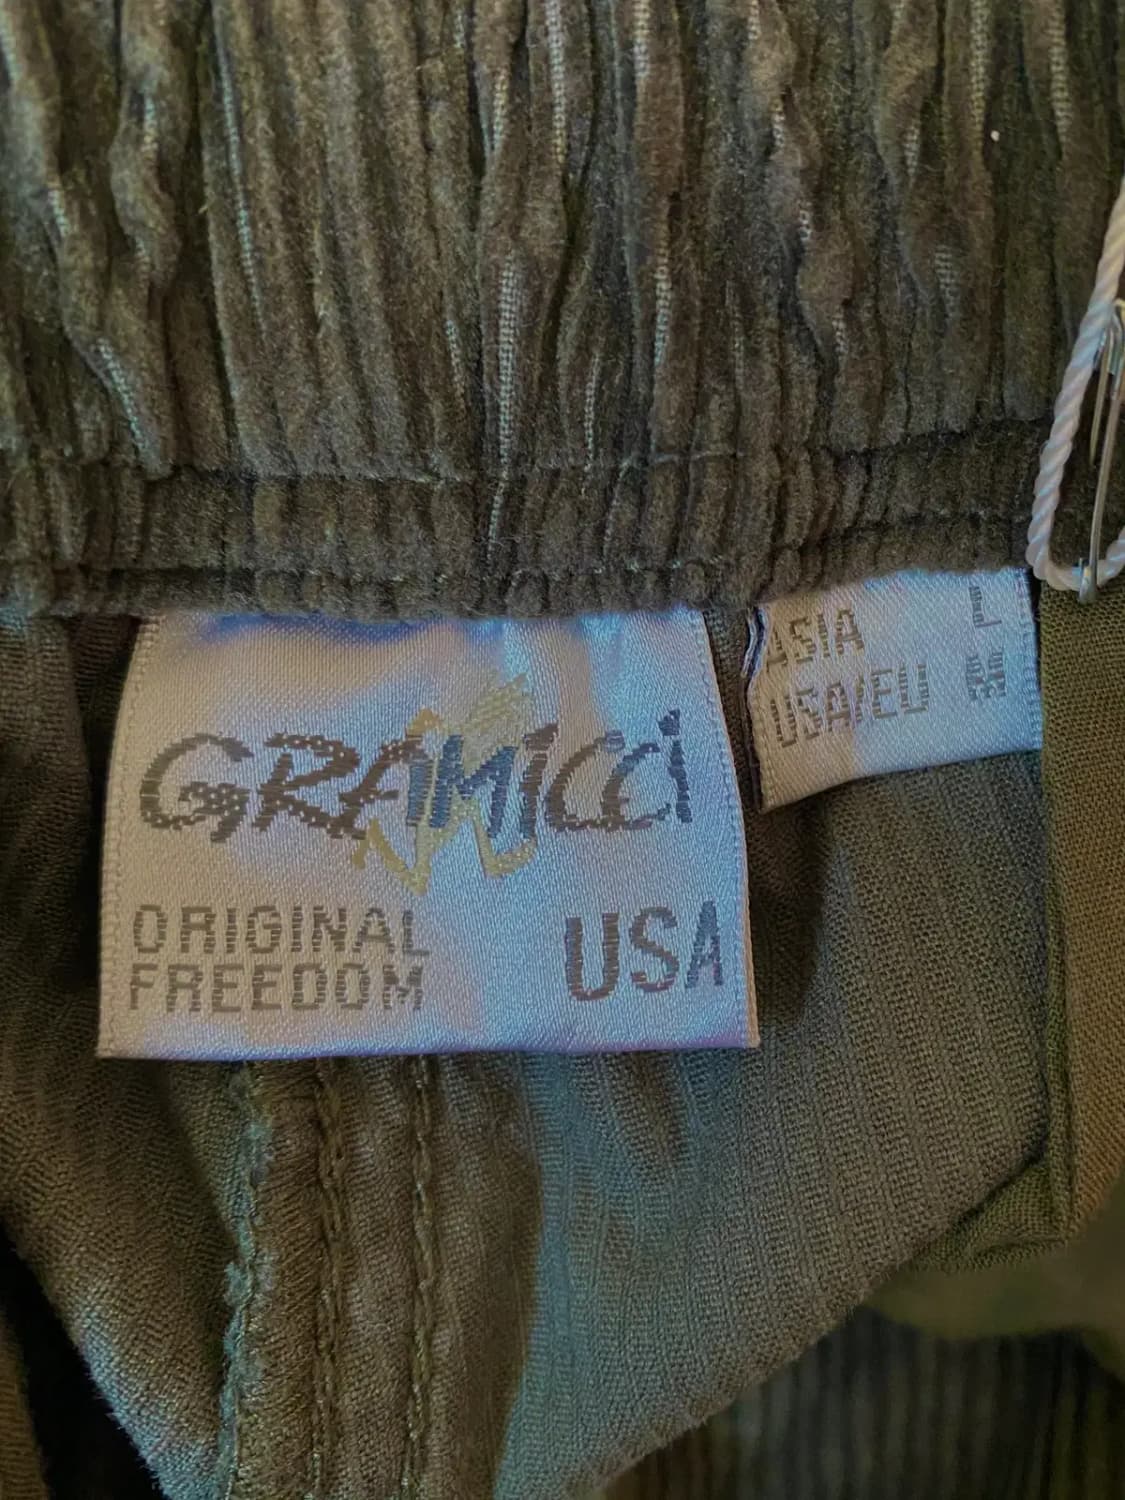 GRAMICCI
ORIGINAL
FREEDOM
USA
ASIA
USA/EU